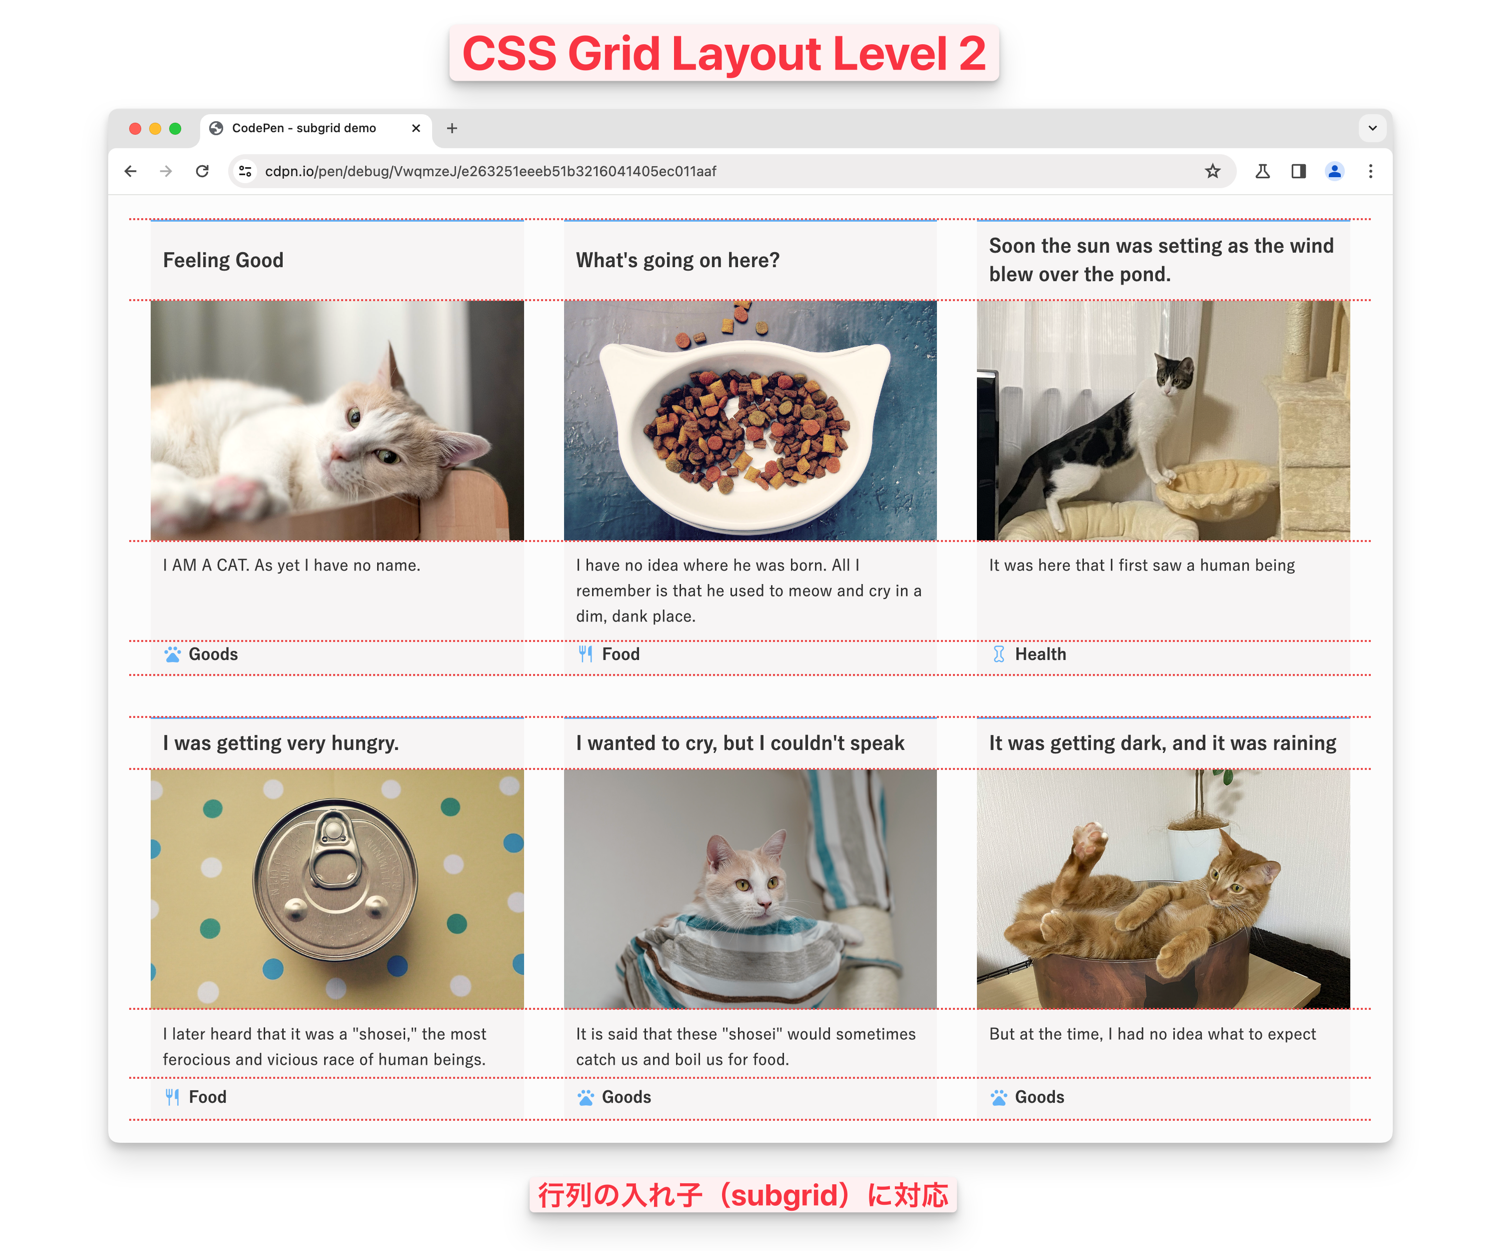 CSS Grid Layout Level 2
CodePen - subgrid demo
cdpn.io/pen/debug/VwqmzeJ/e263251eeeb51b3216041405ec011aaf
Feeling Good
What's going on here?
Soon the sun was setting as the wind
blew over the pond.
I AM A CAT. As yet I have no name.
I have no idea where he was born. All I
remember is that he used to meow and cry in a
dim, dank place.
It was here that I first saw a human being
Goods
Food
Health
I was getting very hungry.
I wanted to cry, but I couldn't speak
It was getting dark, and it was raining
I later heard that it was a "shosei," the most
ferocious and vicious race of human beings.
It is said that these "shosei" would sometimes
catch us and boil us for food.
But at the time, I had no idea what to expect
Food
Goods
Goods
行列の入れ子（subgrid）に対応